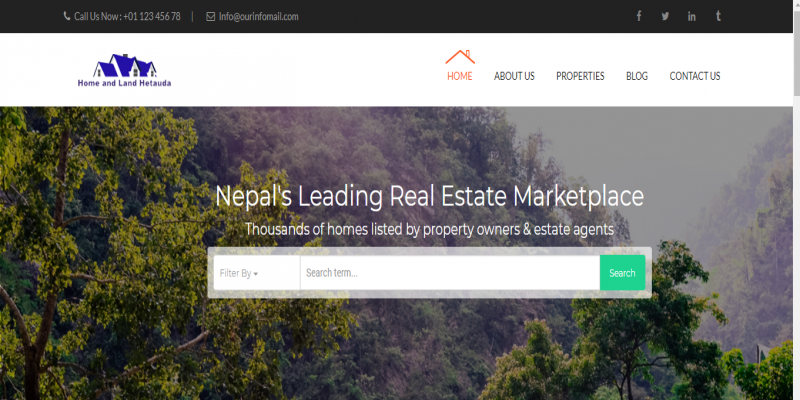 Call Us Now : +01 123 456 78 | Info@ourinfomail.com
Home and Land Hetauda
HOME ABOUT US PROPERTIES BLOG CONTACT US
Nepal's Leading Real Estate Marketplace
Thousands of homes listed by property owners & estate agents
Filter By Search term... Search